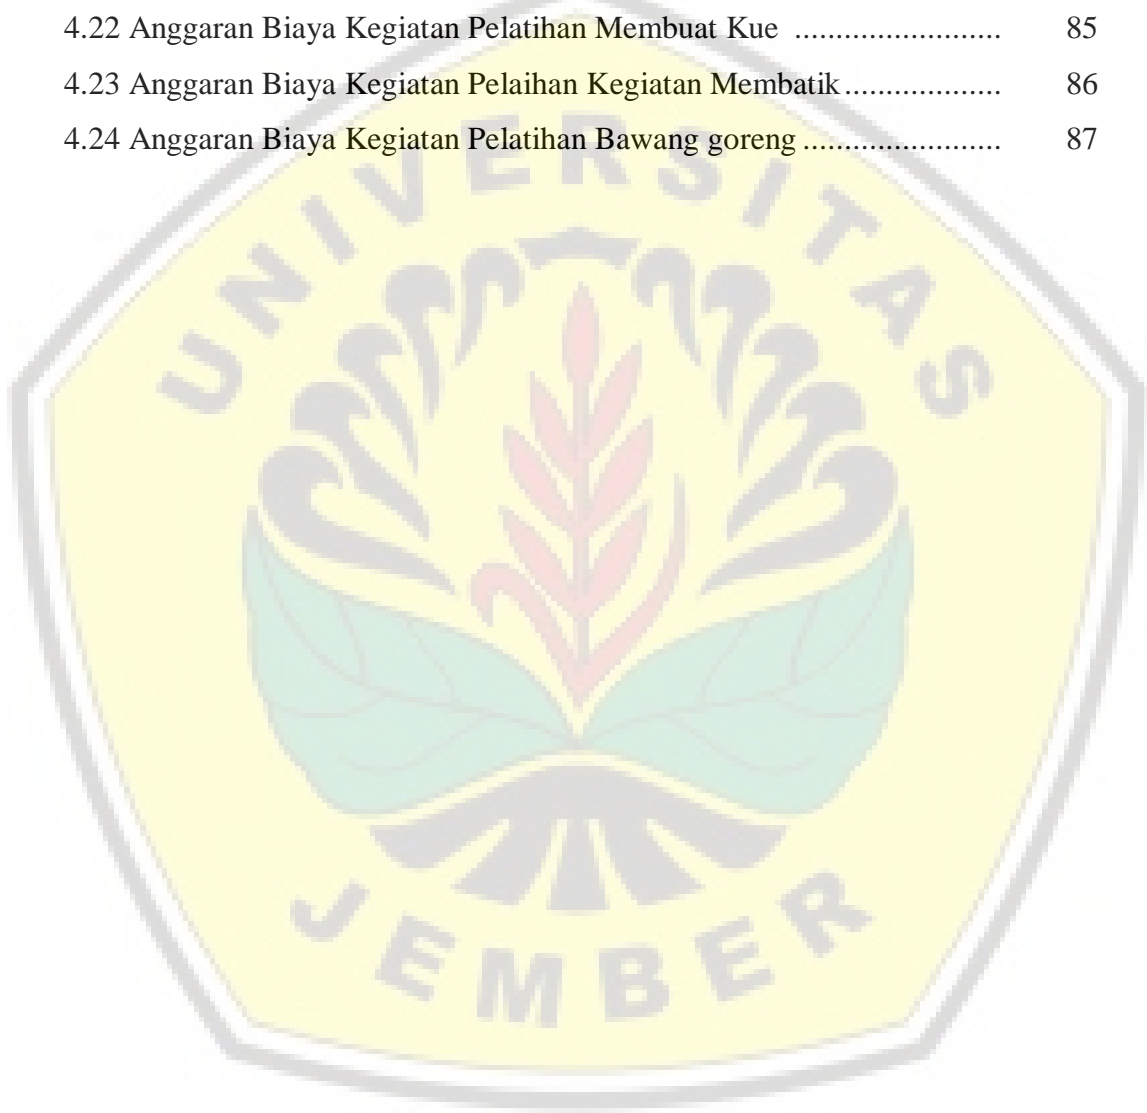 4.22 Anggaran Biaya Kegiatan Pelatihan Membuat Kue ......................... 85
4.23 Anggaran Biaya Kegiatan Pelaihan Kegiatan Membatik................... 86
4.24 Anggaran Biaya Kegiatan Pelatihan Bawang goreng ...................... 87
UNIVERSITAS
JEMBER